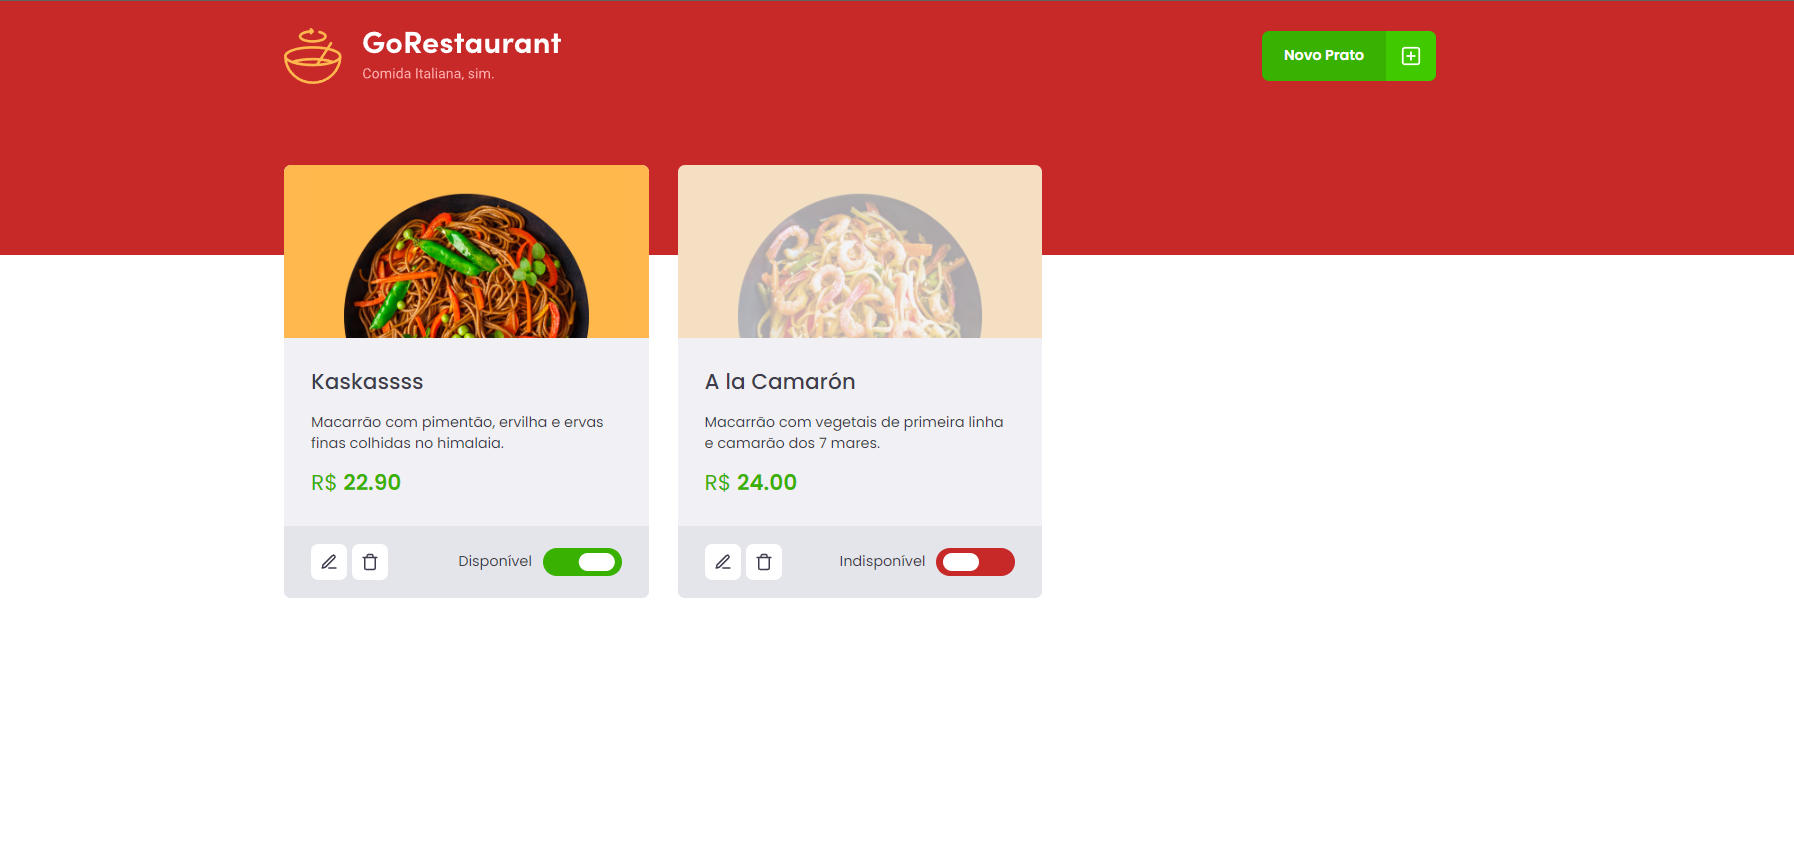 GoRestaurant
Comida Italiana, sim.
Novo Prato
Kaskassss
Macarrão com pimentão, ervilha e ervas
finas colhidas no himalaia.
R$ 22.90
Disponível
A la Camarón
Macarrão com vegetais de primeira linha
e camarão dos 7 mares.
R$ 24.00
Indisponível